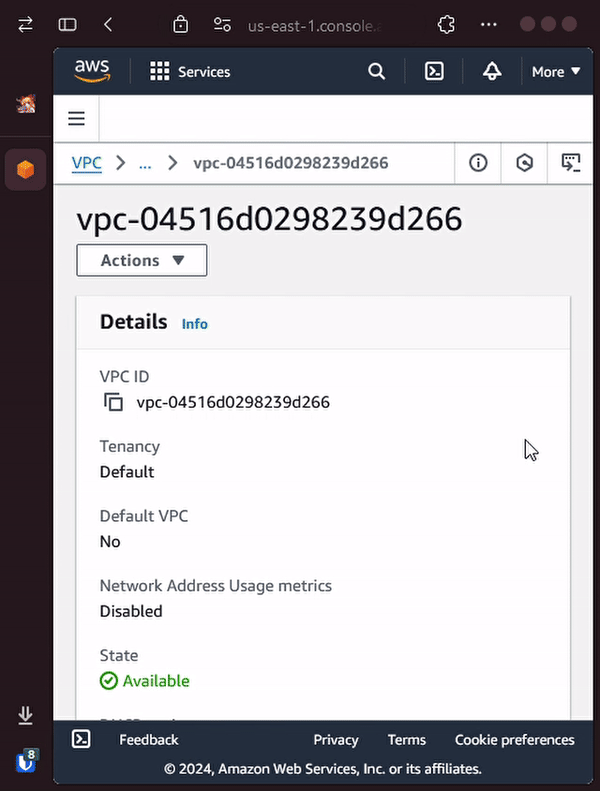 us-east-1.console.a
aws
Services
More
VPC
...
vpc-04516d0298239d266
vpc-04516d0298239d266
Actions
Details Info
VPC ID
vpc-04516d0298239d266
Tenancy
Default
Default VPC
No
Network Address Usage metrics
Disabled
State
Available
8
Feedback
Privacy
Terms
Cookie preferences
© 2024, Amazon Web Services, Inc. or its affiliates.